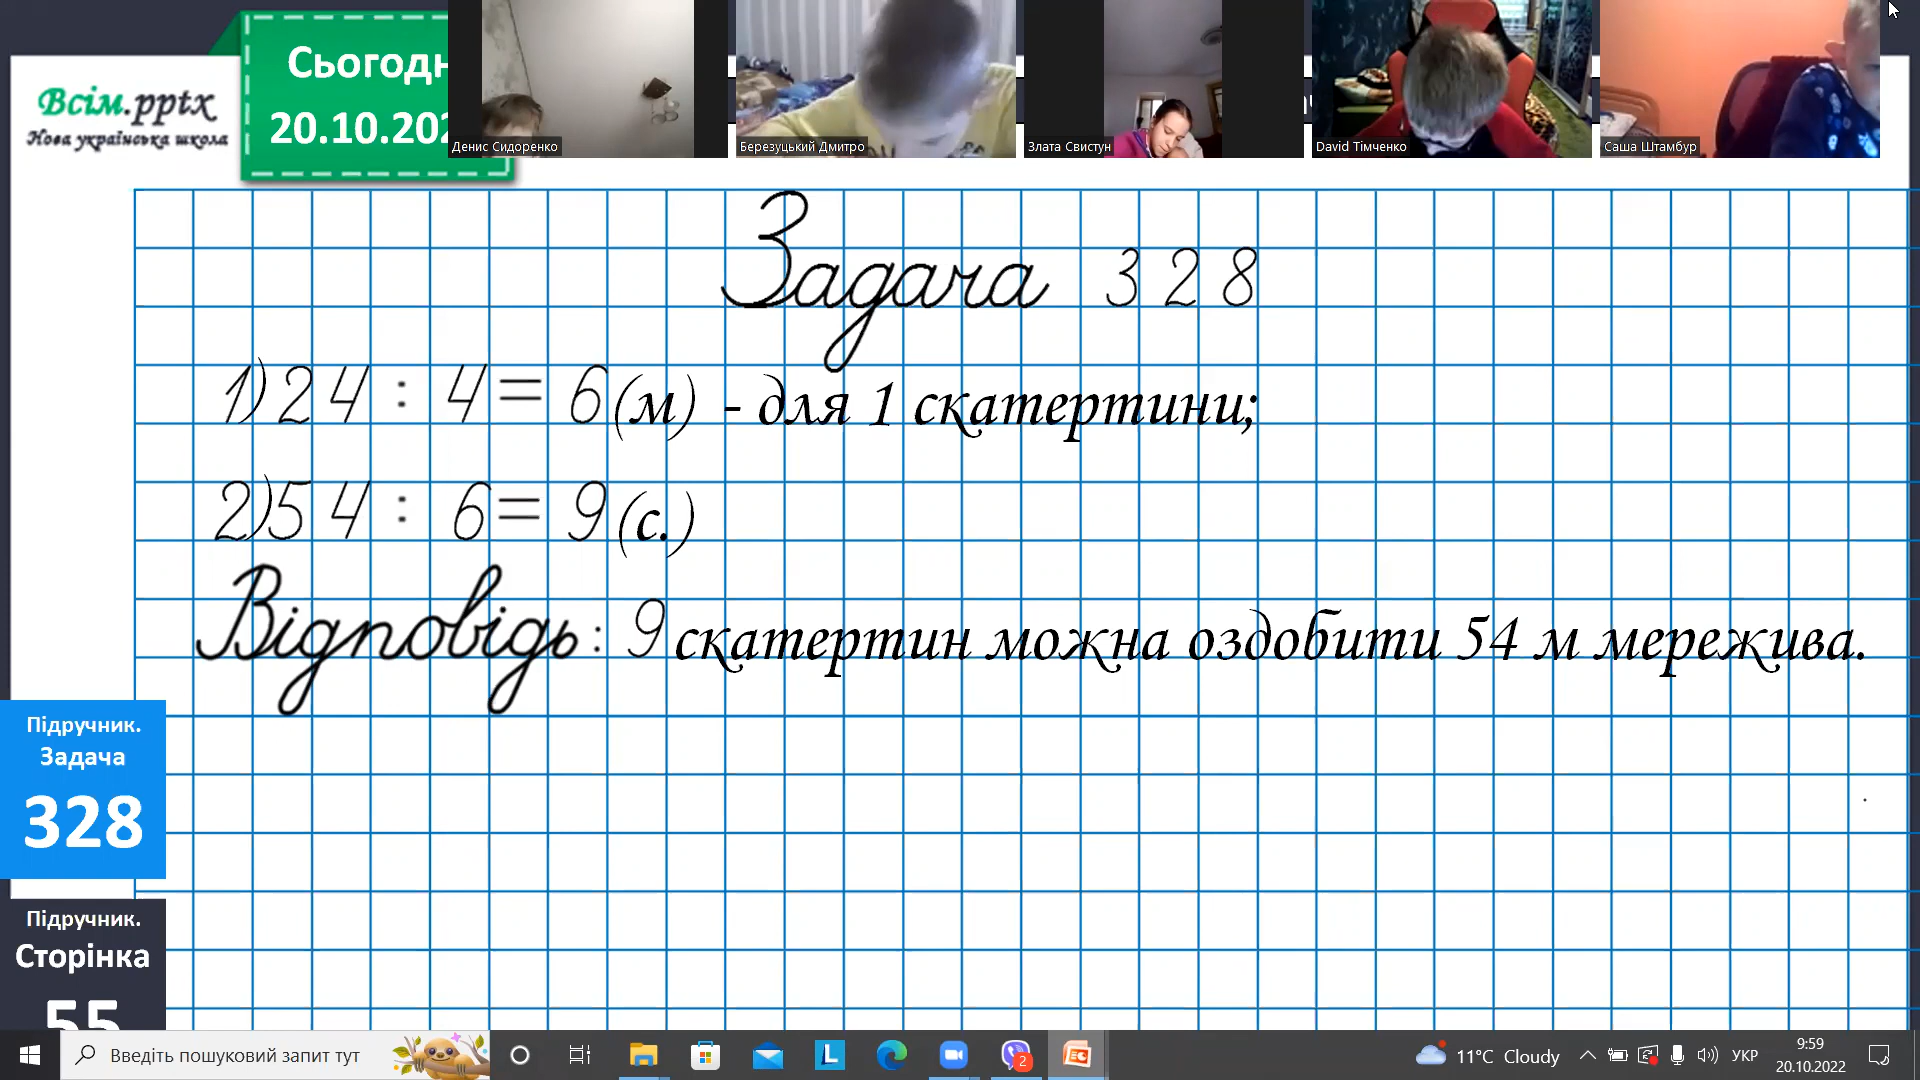 Всім.pptx
Нова українська школа
Сьогодн
20.10.202
Денис Сидоренко
Березуцький Дмитро
Злата Свистун
David Тімченко
Саша Штамбур
Задача 328
1) 24 : 4 = 6 (м) - для 1 скатертини;
2) 54 : 6 = 9 (с.)
Відповідь: 9 скатертин можна оздобити 54 м мережива.
Підручник.
Задача
328
Підручник.
Сторінка
55
Введіть пошуковий запит тут
L
2
11°C Cloudy
УКР
9:59
20.10.2022